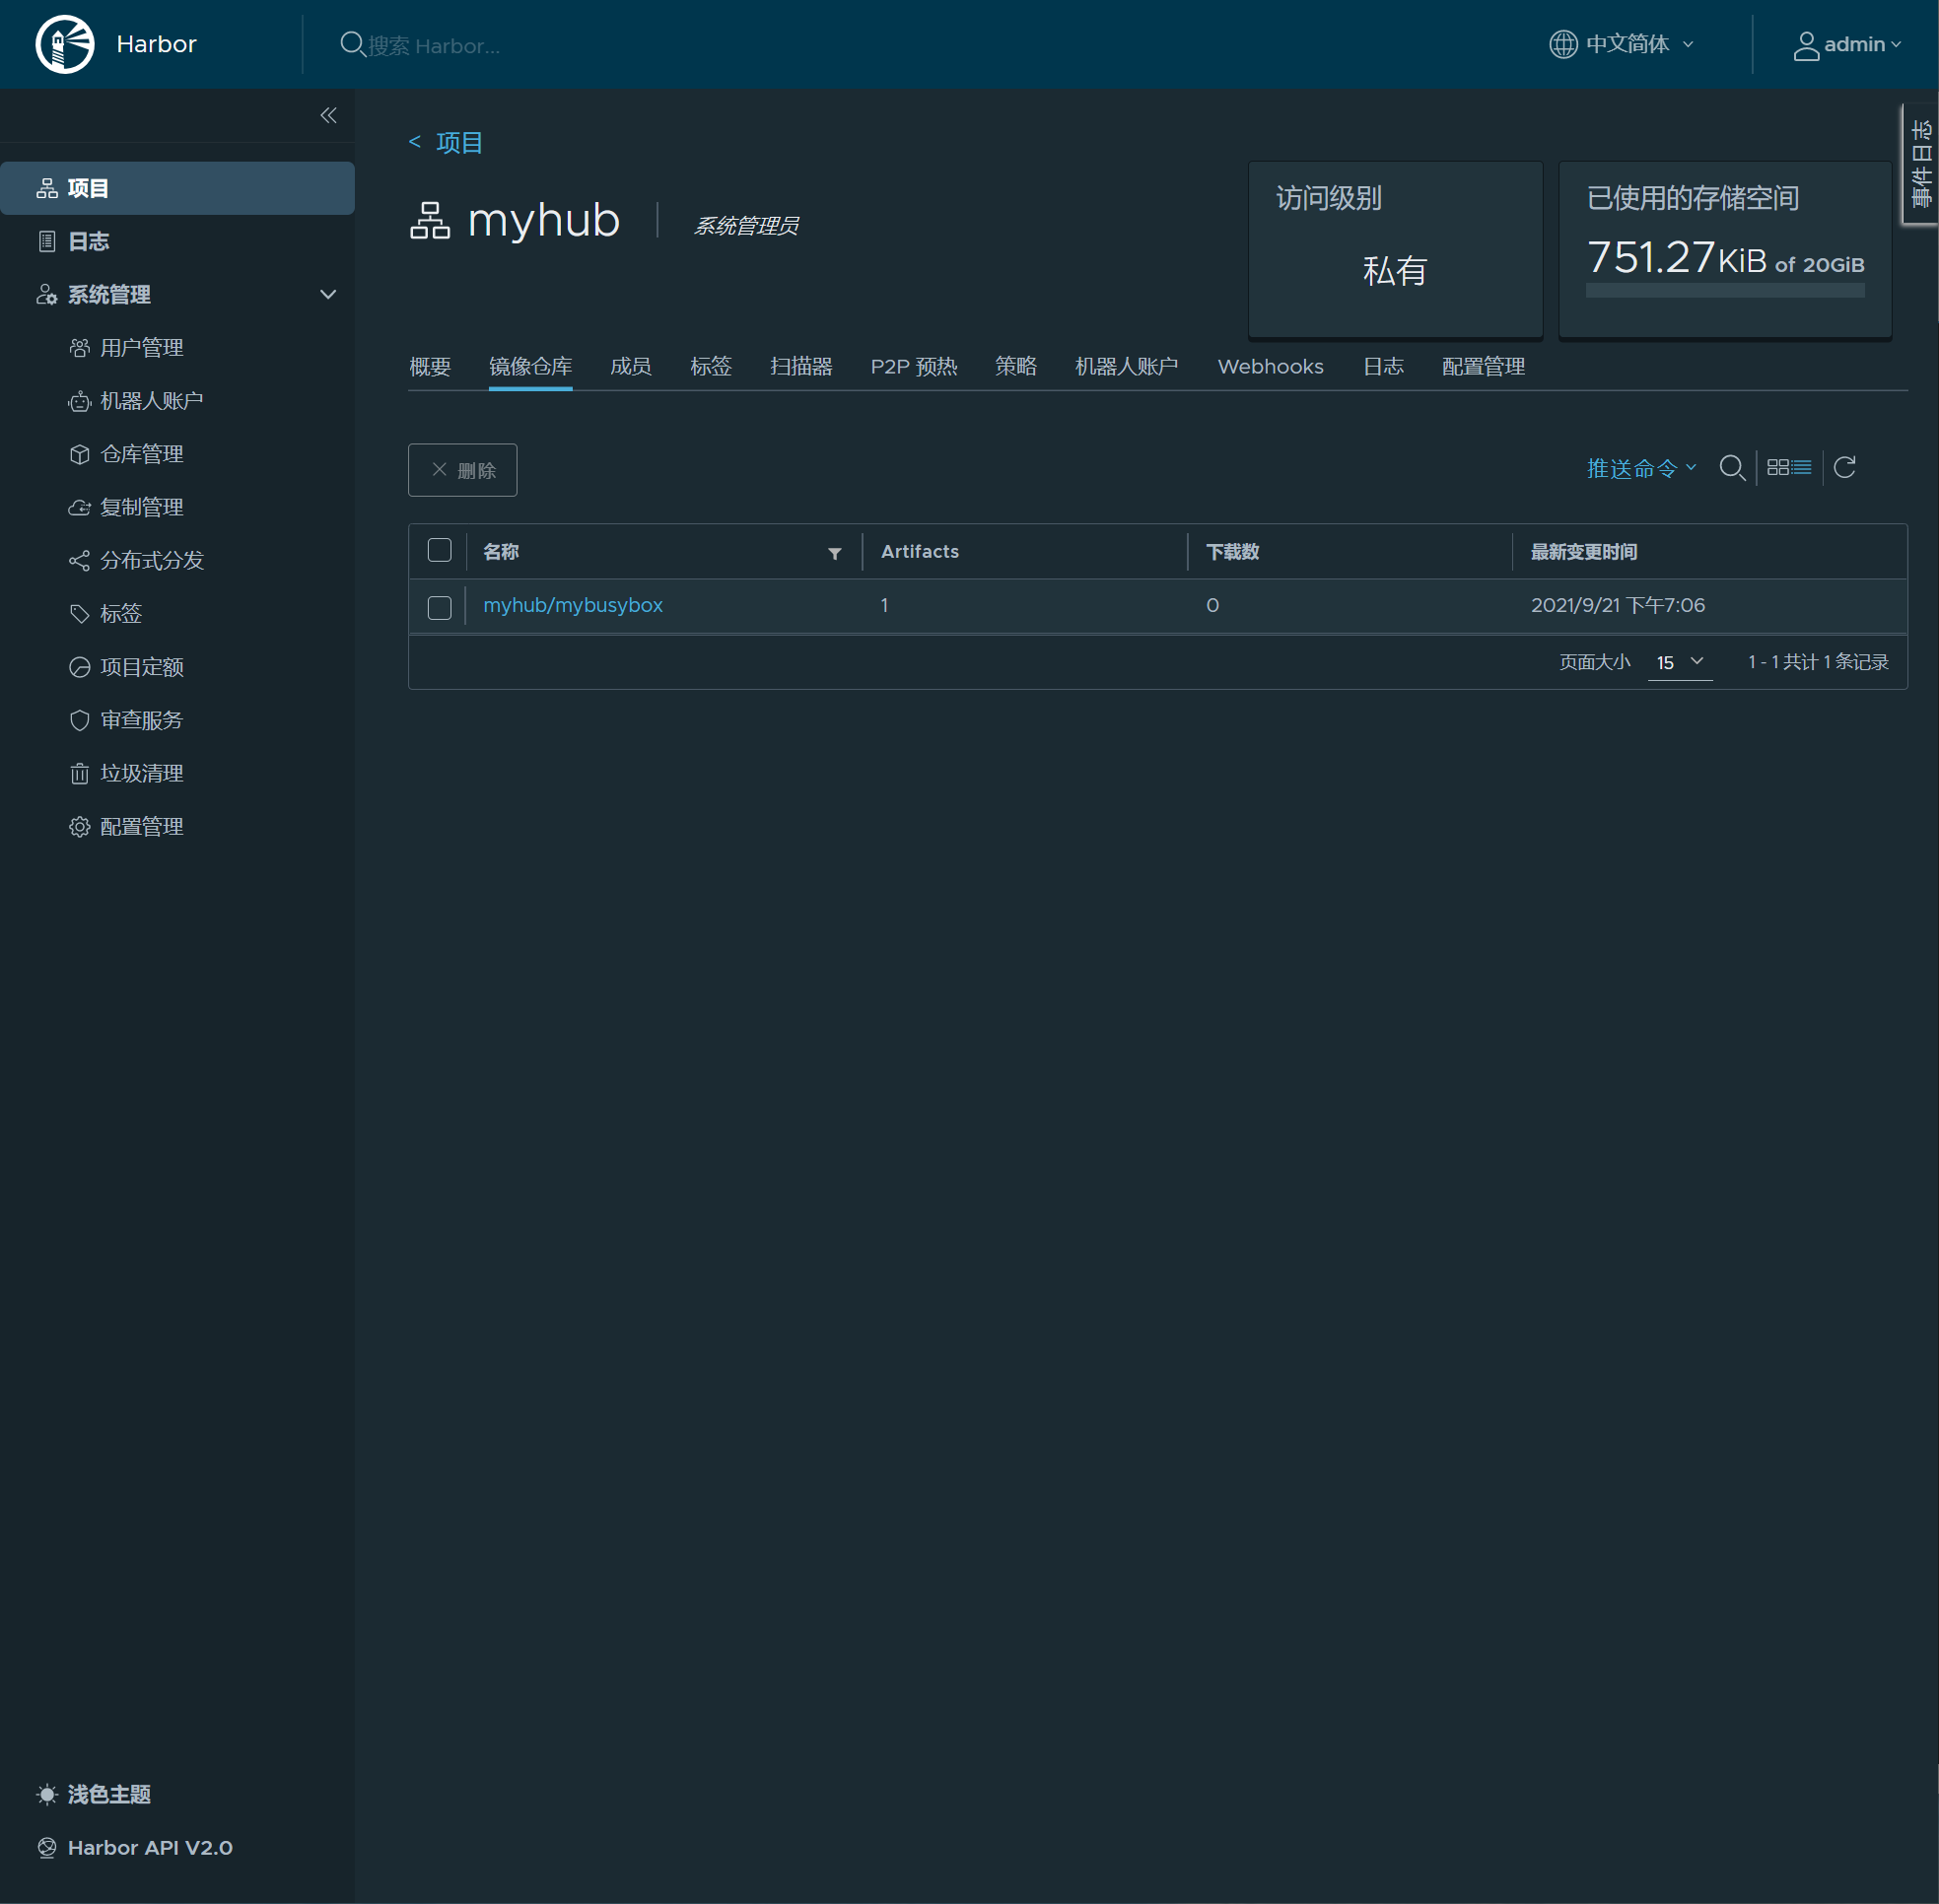 Harbor
搜索 Harbor...
中文简体
admin
事件日志
项目
日志
系统管理
用户管理
机器人账户
仓库管理
复制管理
分布式分发
标签
项目定额
审查服务
垃圾清理
配置管理
浅色主题
Harbor API V2.0
< 项目
myhub
系统管理员
访问级别
私有
已使用的存储空间
751.27KiB of 20GiB
概要 镜像仓库 成员 标签 扫描器 P2P 预热 策略 机器人账户 Webhooks 日志 配置管理
删除
推送命令
名称 Artifacts 下载数 最新变更时间
myhub/mybusybox 1 0 2021/9/21 下午7:06
页面大小 15 1 - 1 共计 1 条记录